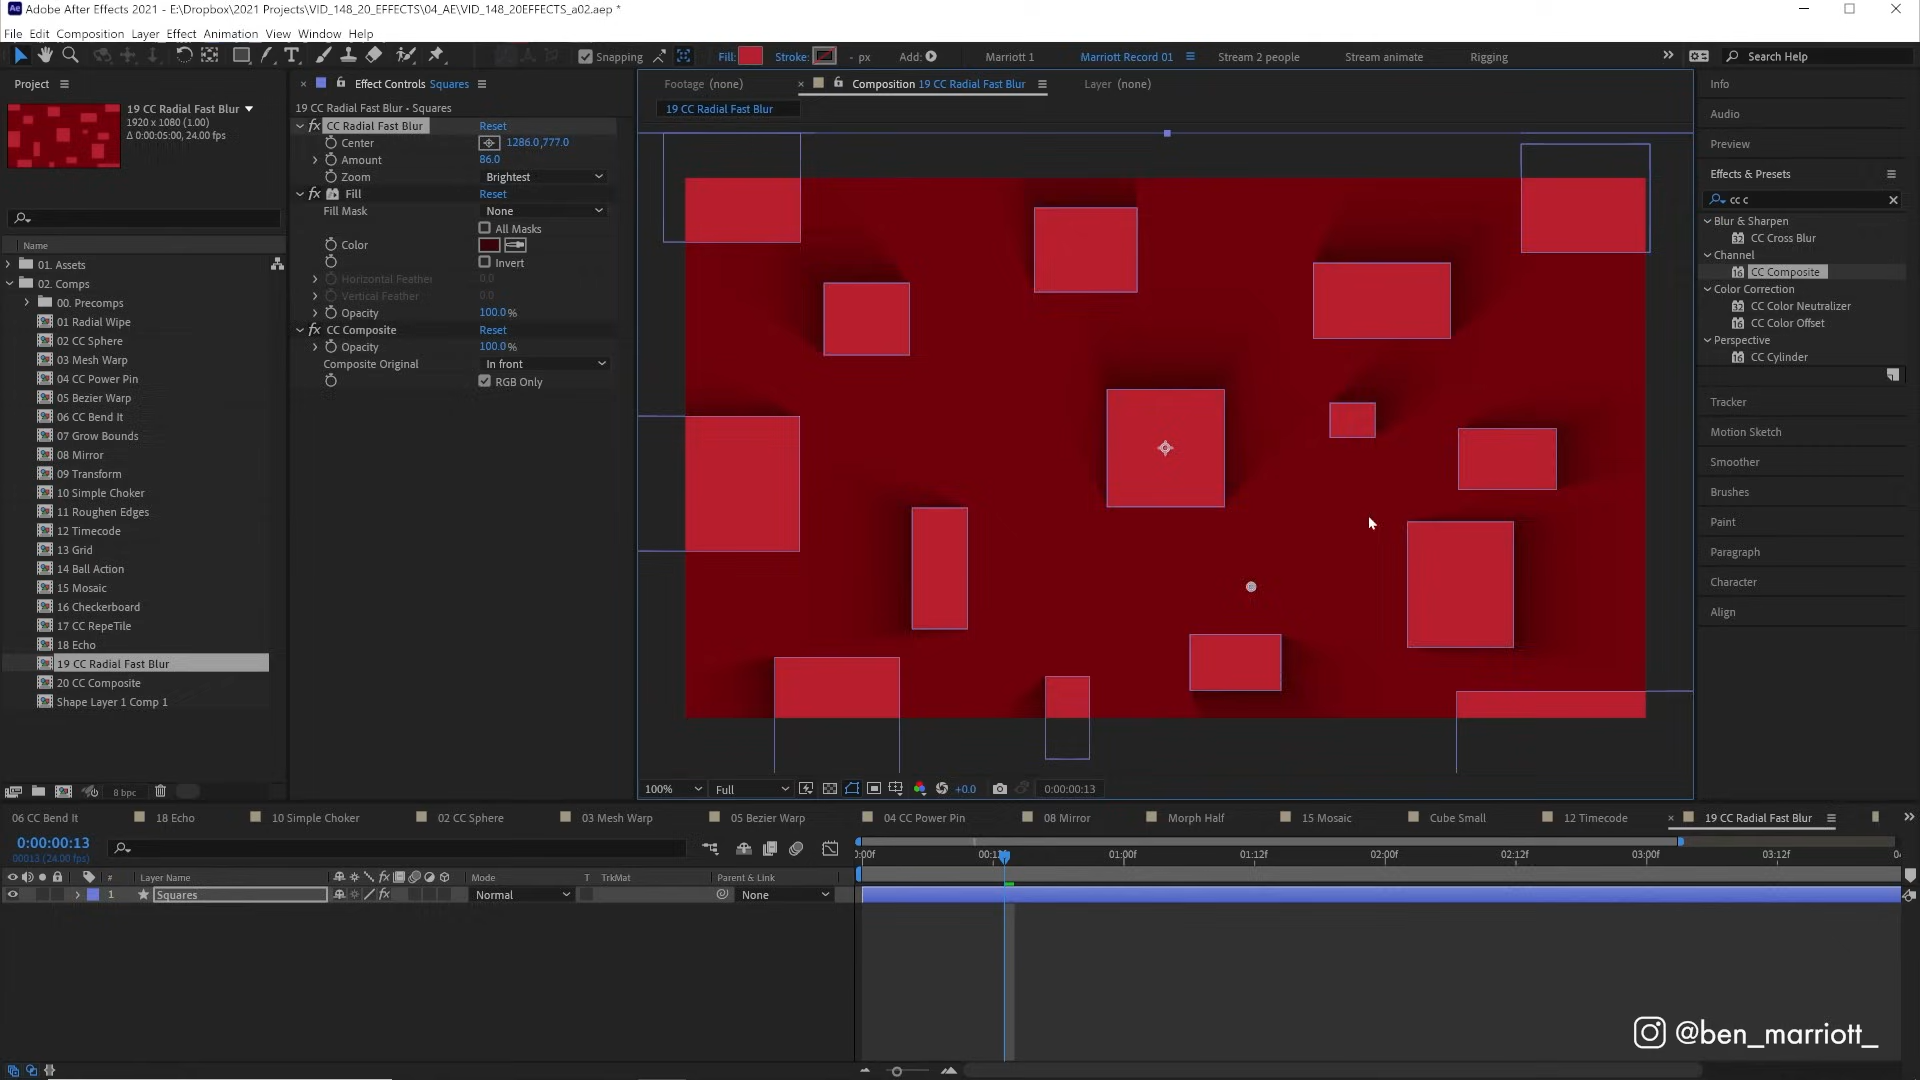 Adobe After Effects 2021 - E:\Dropbox\2021 Projects\VID_148_20_EFFECTS\04_AE\VID_148_20EFFECTS_a02.aep *
File Edit Composition Layer Effect Animation View Window Help
Snapping Fill: Stroke: - px Add: Marriott 1 Marriott Record 01 Stream 2 people Stream animate Rigging Search Help
Project
19 CC Radial Fast Blur
1920 x 1080 (1.00)
Δ 0:00:05:00, 24.00 fps
Name
01. Assets
02. Comps
00. Precomps
01 Radial Wipe
02 CC Sphere
03 Mesh Warp
04 CC Power Pin
05 Bezier Warp
06 CC Bend It
07 Grow Bounds
08 Mirror
09 Transform
10 Simple Choker
11 Roughen Edges
12 Timecode
13 Grid
14 Ball Action
15 Mosaic
16 Checkerboard
17 CC RepeTile
18 Echo
19 CC Radial Fast Blur
20 CC Composite
Shape Layer 1 Comp 1
8 bpc
Effect Controls Squares
19 CC Radial Fast Blur • Squares
fx CC Radial Fast Blur Reset
Center 1286.0,777.0
Amount 86.0
Zoom Brightest
fx Fill Reset
Fill Mask None
All Masks
Color
Invert
Horizontal Feather 0.0
Vertical Feather 0.0
Opacity 100.0%
fx CC Composite Reset
Opacity 100.0%
Composite Original In front
RGB Only
Footage (none) Composition 19 CC Radial Fast Blur Layer (none)
19 CC Radial Fast Blur
100% Full +0.0 0:00:00:13
Info
Audio
Preview
Effects & Presets
cc c
Blur & Sharpen
CC Cross Blur
Channel
CC Composite
Color Correction
CC Color Neutralizer
CC Color Offset
Perspective
CC Cylinder
Tracker
Motion Sketch
Smoother
Brushes
Paint
Paragraph
Character
Align
06 CC Bend It 18 Echo 10 Simple Choker 02 CC Sphere 03 Mesh Warp 05 Bezier Warp 04 CC Power Pin 08 Mirror Morph Half 15 Mosaic Cube Small 12 Timecode 19 CC Radial Fast Blur
0:00:00:13
00013 (24.00 fps)
# Layer Name fx Mode T TrkMat Parent & Link
1 Squares fx Normal None
01:00f 01:12f 02:00f 02:12f 03:00f 03:12f
@ben_marriott_